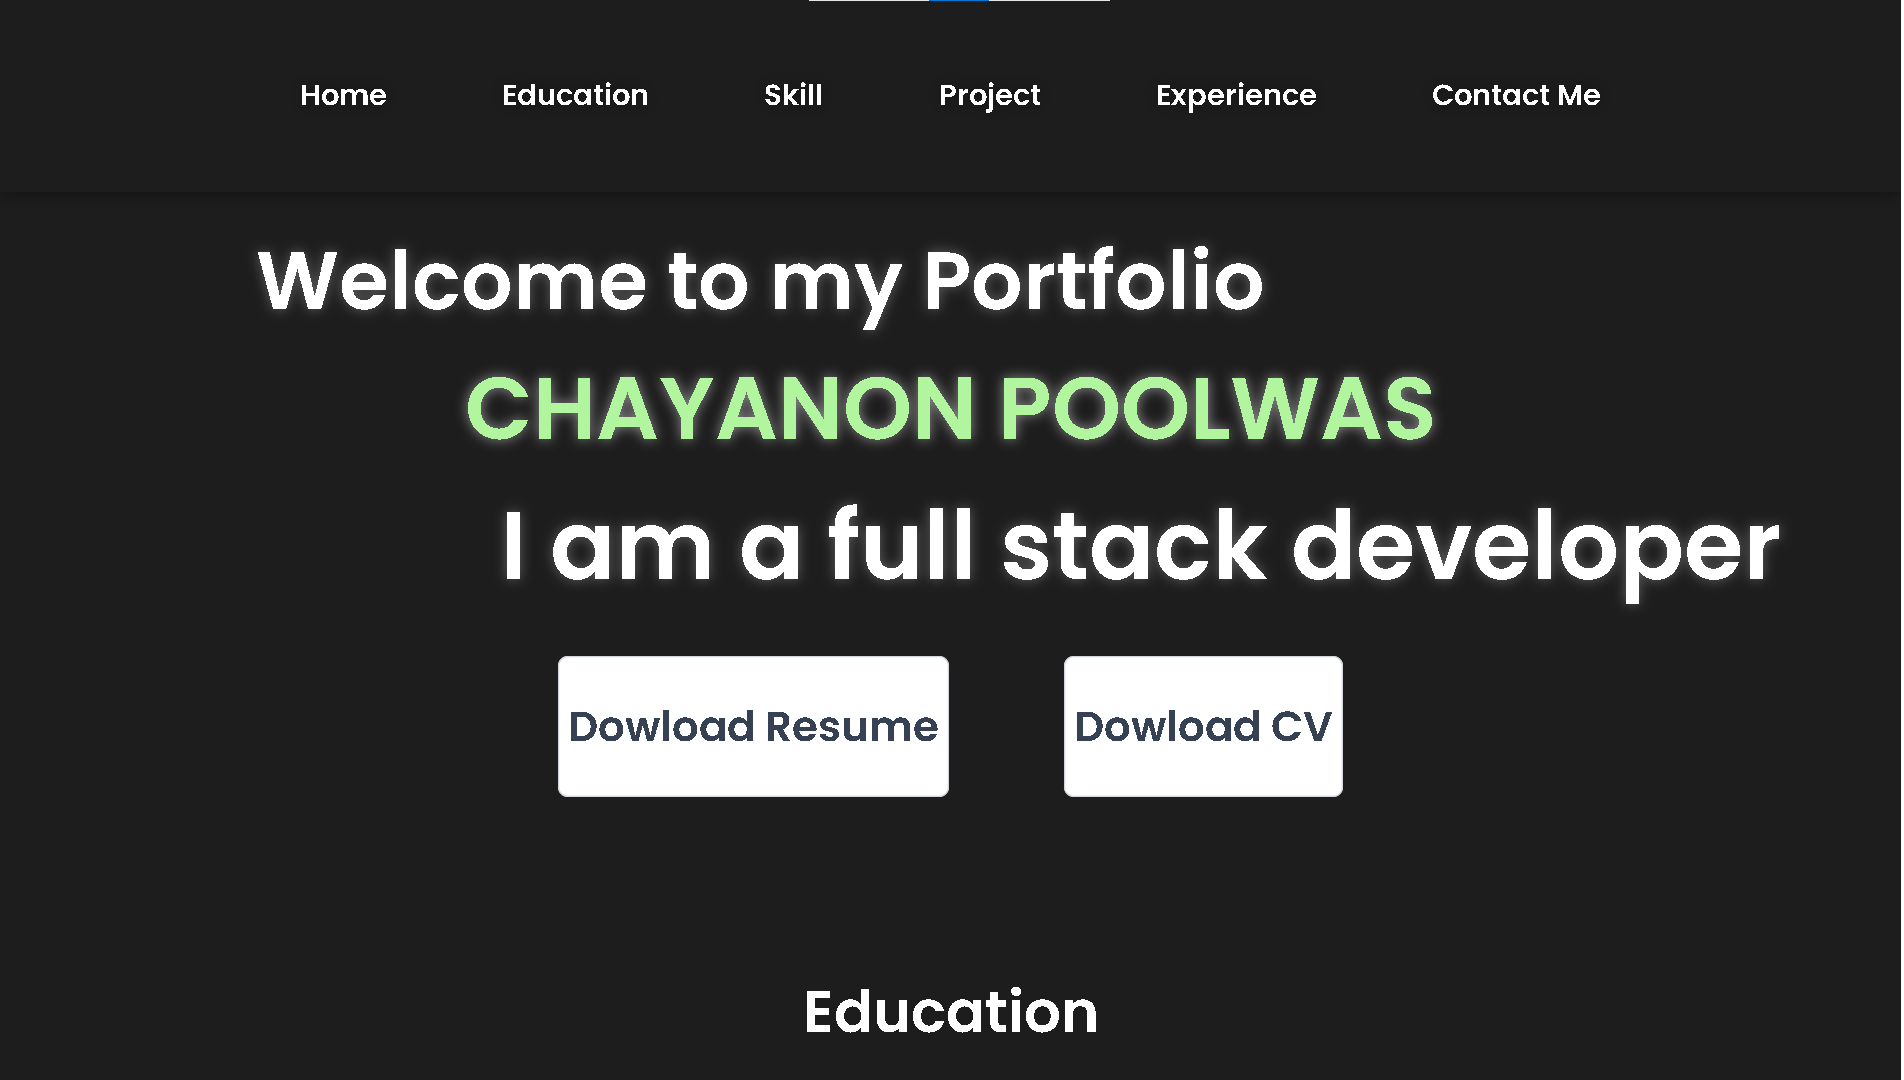 Home Education Skill Project Experience Contact Me
Welcome to my Portfolio
CHAYANON POOLWAS
I am a full stack developer
Dowload Resume Dowload CV
Education